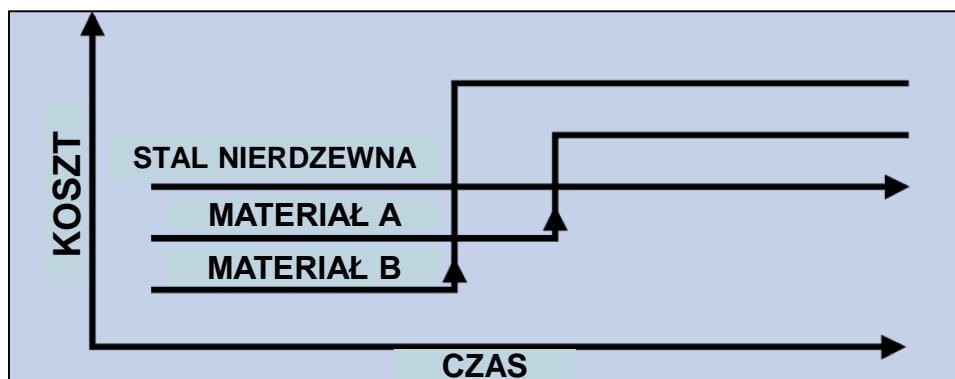 KOSZT
STAL NIERDZEWNA
MATERIAŁ A
MATERIAŁ B
CZAS